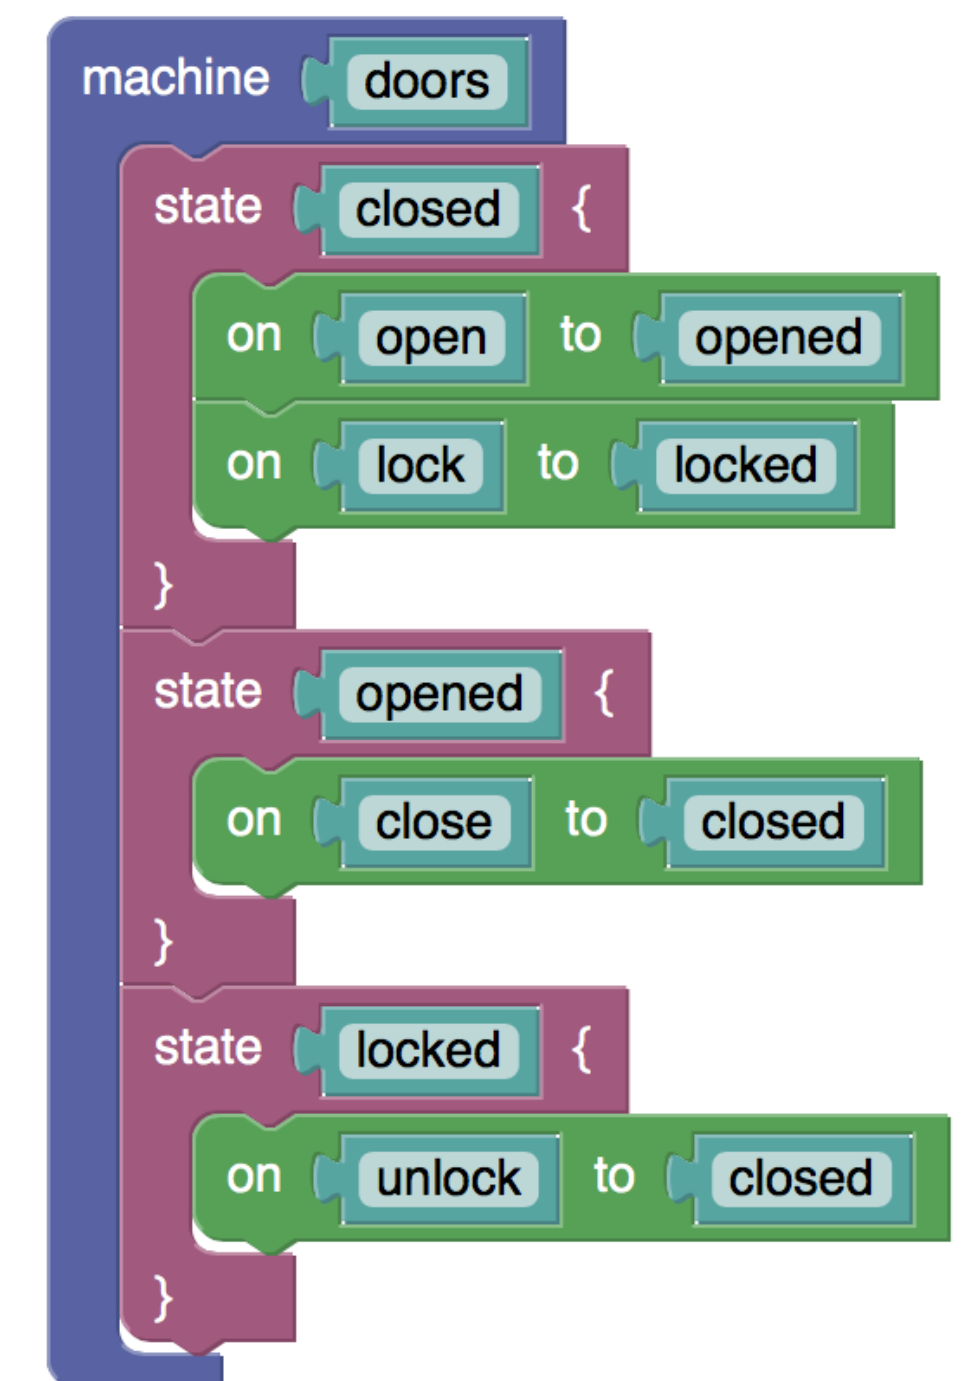 machine doors
state closed {
on open to opened
on lock to locked
}
state opened {
on close to closed
}
state locked {
on unlock to closed
}